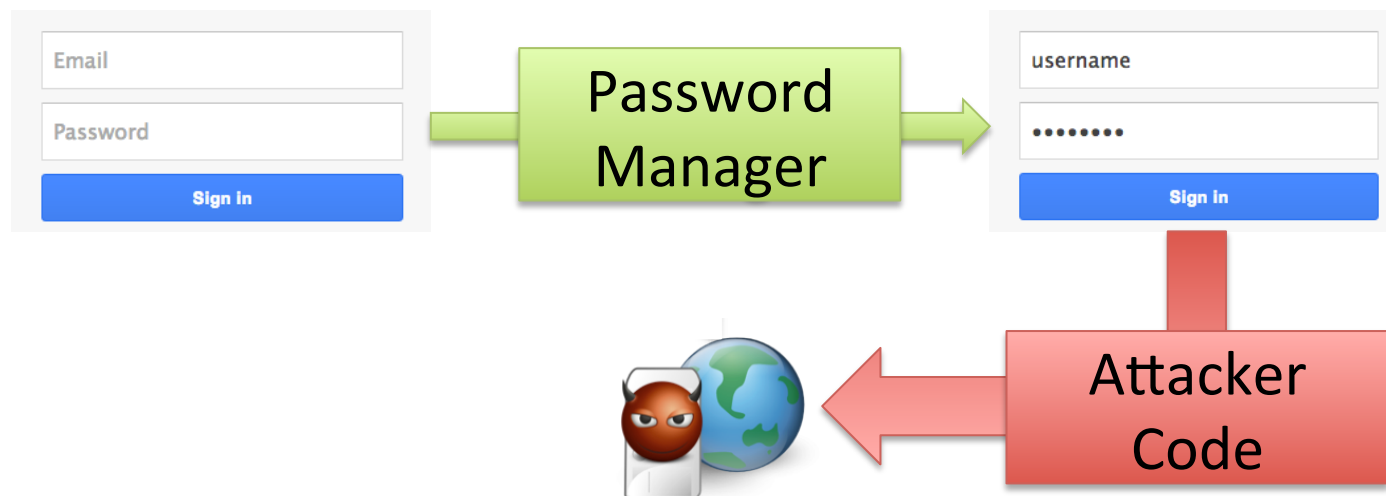 Email
Password
Sign in
Password
Manager
username
••••••••
Sign in
Attacker
Code